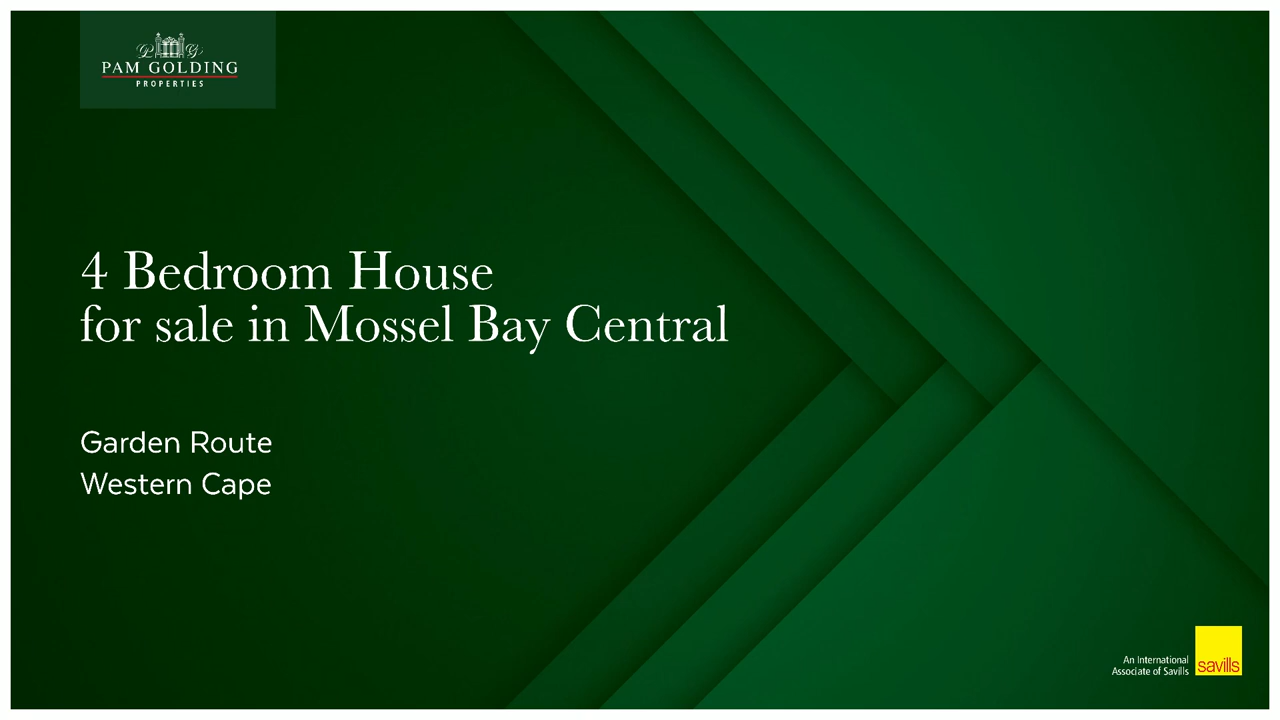 PAM GOLDING
PROPERTIES
4 Bedroom House
for sale in Mossel Bay Central
Garden Route
Western Cape
An International
Associate of Savills
savills